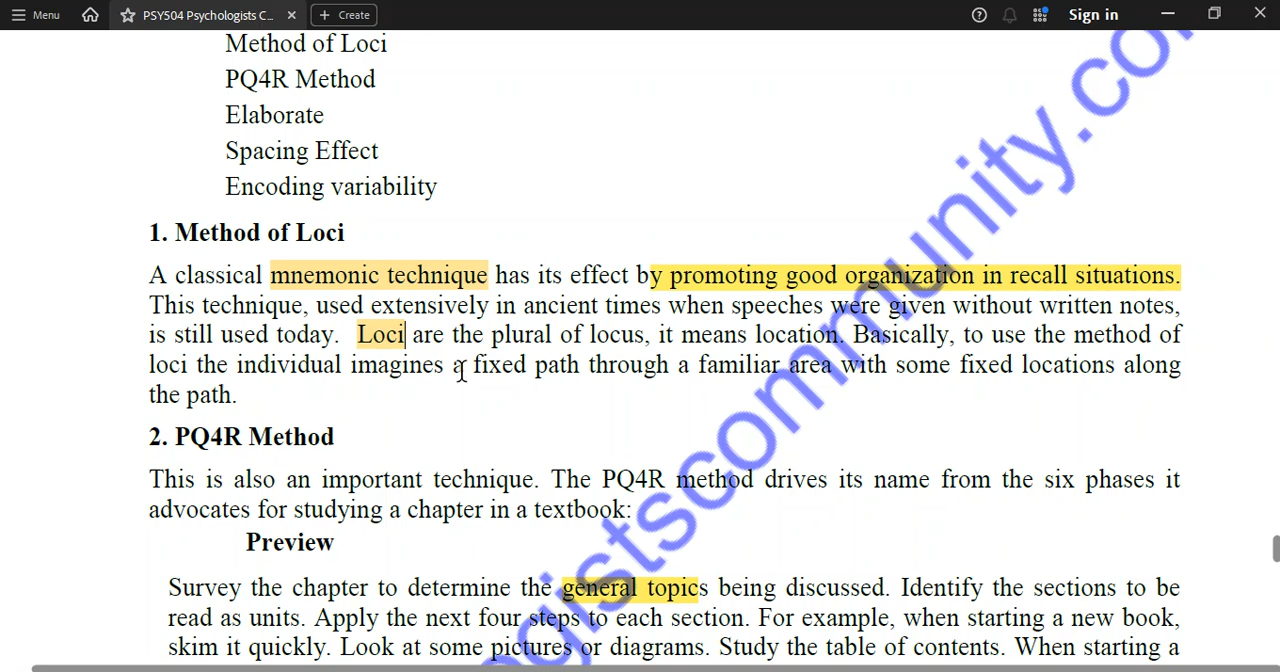 Menu
PSY504 Psychologists C...
Create
Sign in
Method of Loci
PQ4R Method
Elaborate
Spacing Effect
Encoding variability
1. Method of Loci
A classical mnemonic technique has its effect by promoting good organization in recall situations.
This technique, used extensively in ancient times when speeches were given without written notes,
is still used today. Loci are the plural of locus, it means location. Basically, to use the method of
loci the individual imagines a fixed path through a familiar area with some fixed locations along
the path.
2. PQ4R Method
This is also an important technique. The PQ4R method drives its name from the six phases it
advocates for studying a chapter in a textbook:
Preview
Survey the chapter to determine the general topics being discussed. Identify the sections to be
read as units. Apply the next four steps to each section. For example, when starting a new book,
skim it quickly. Look at some pictures or diagrams. Study the table of contents. When starting a
ngistscommunity.co